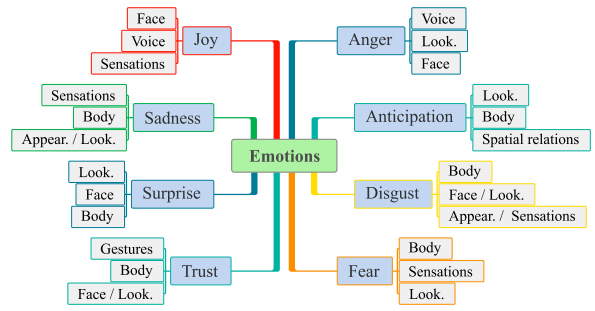 Face
Voice
Sensations
Joy
Sensations
Body
Appear. / Look.
Sadness
Look.
Face
Body
Surprise
Gestures
Body
Face / Look.
Trust
Emotions
Anger
Voice
Look.
Face
Anticipation
Look.
Body
Spatial relations
Disgust
Body
Face / Look.
Appear. / Sensations
Fear
Body
Sensations
Look.